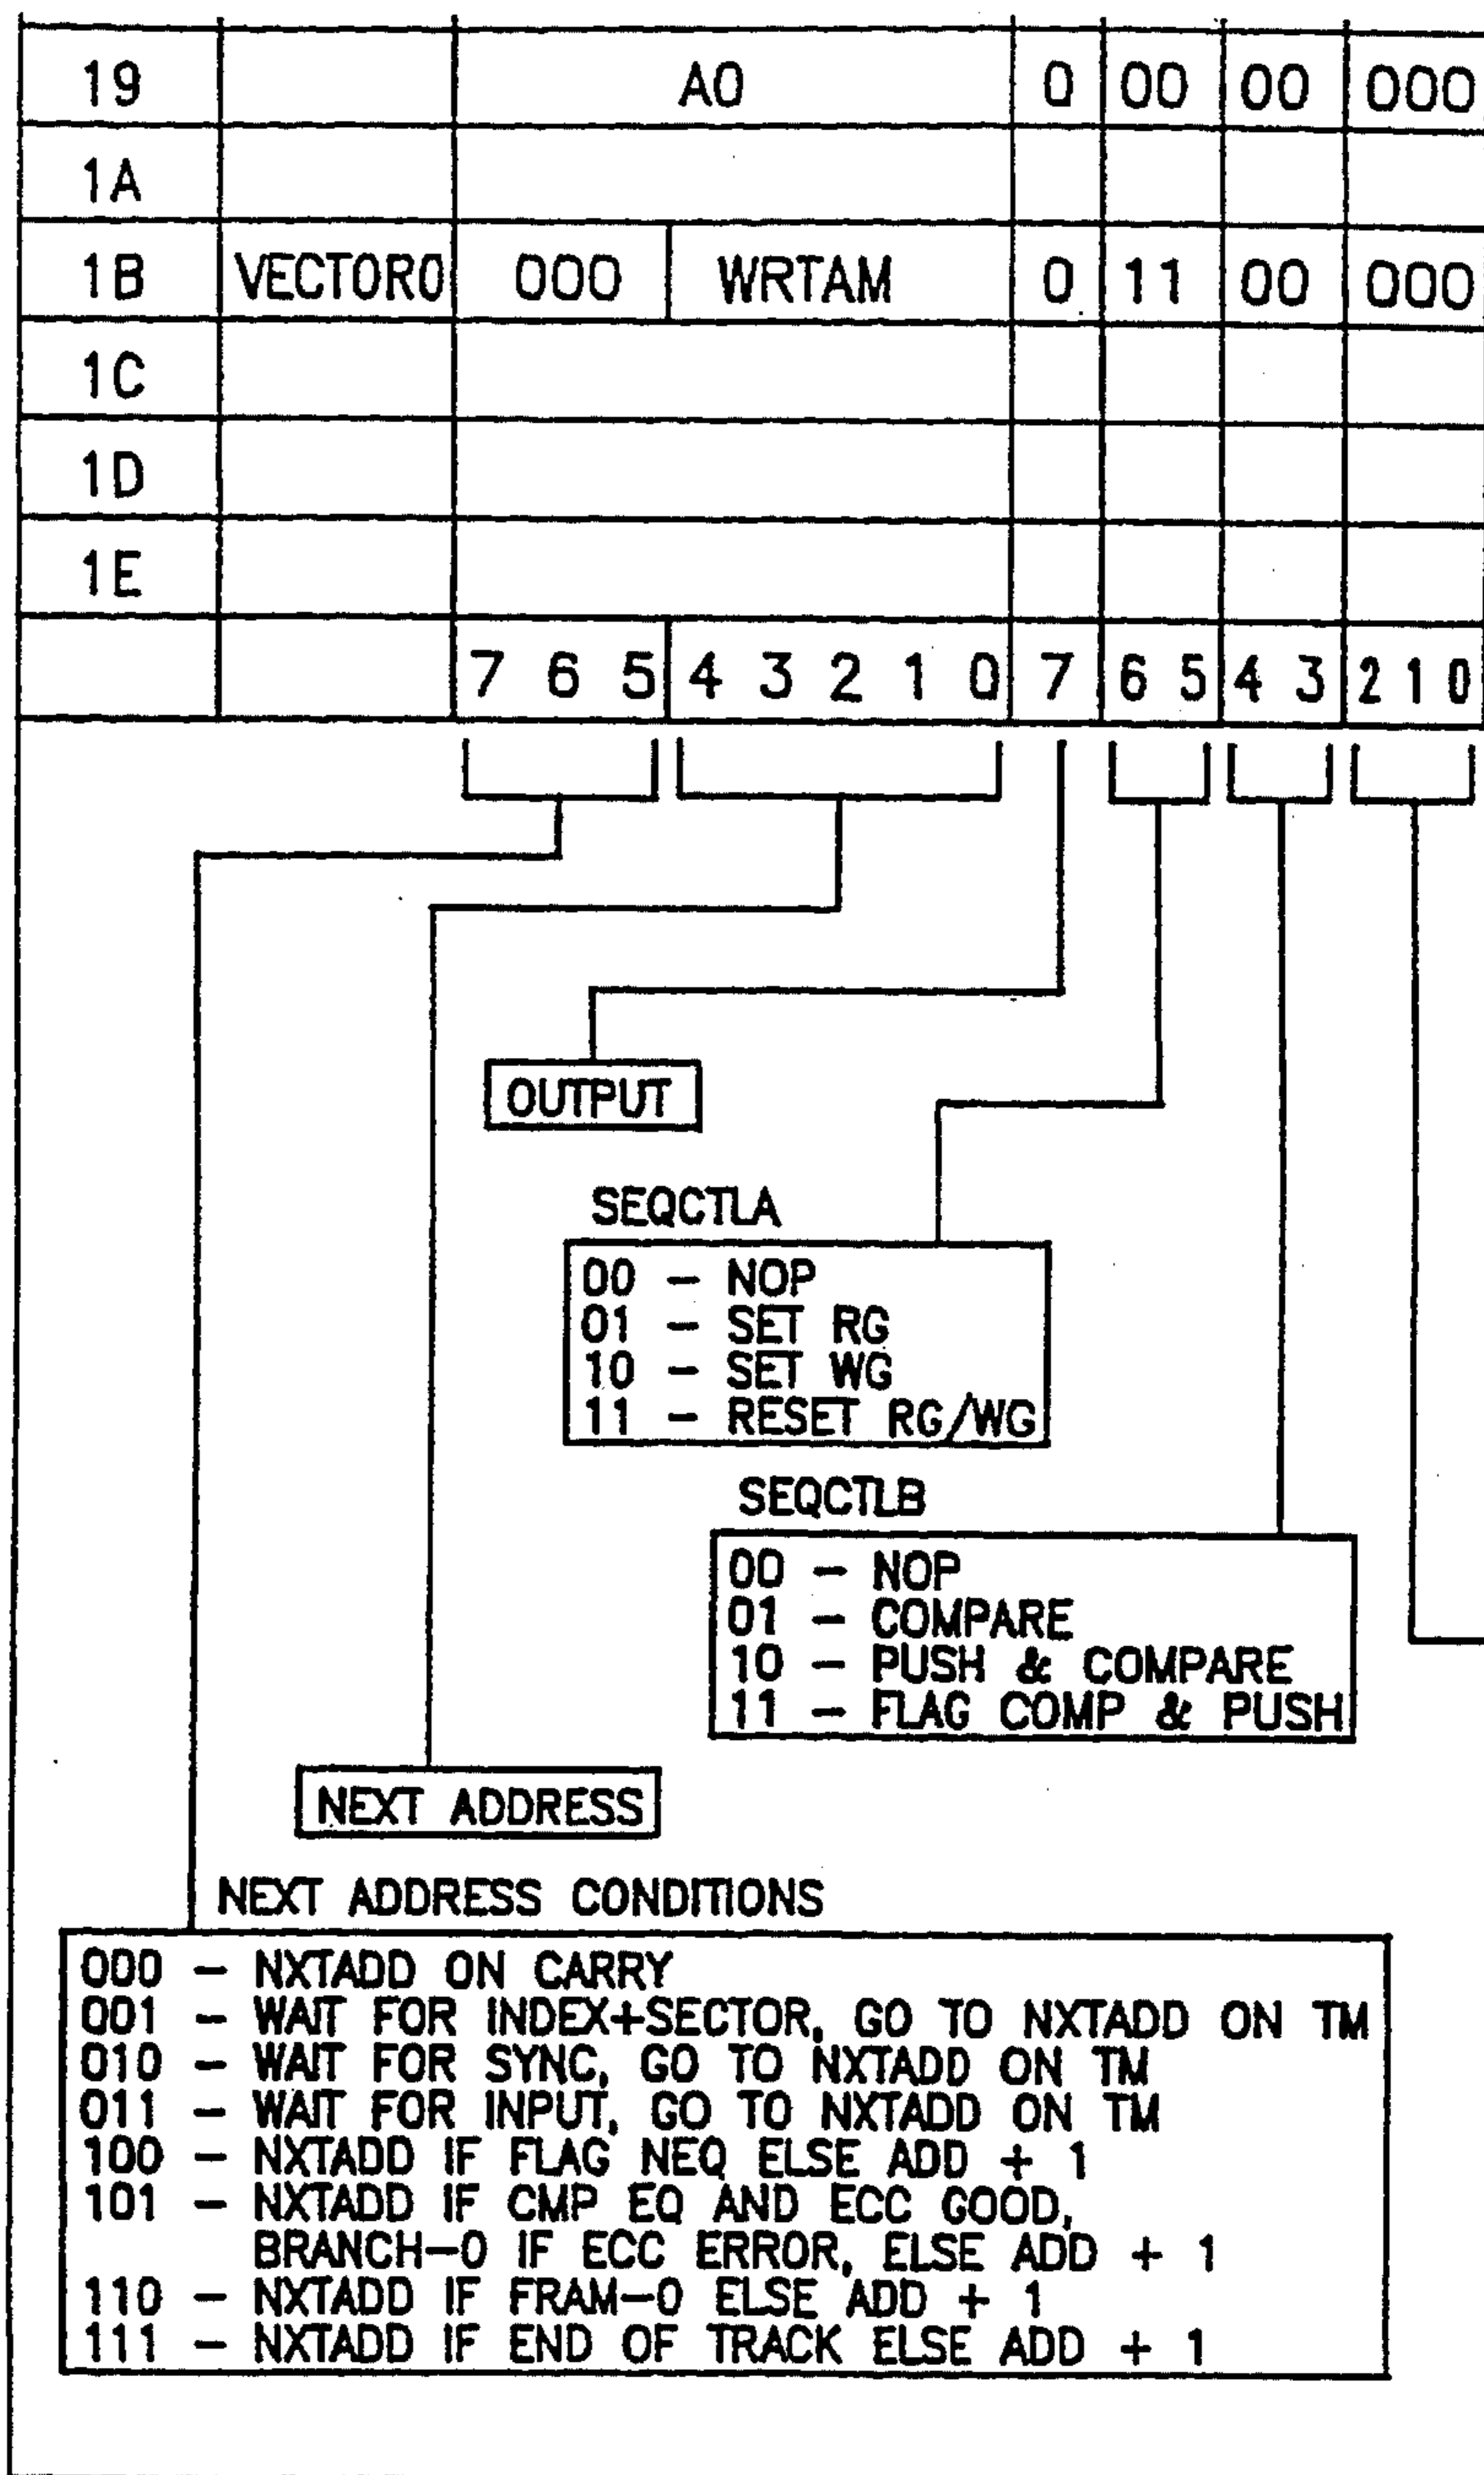 19 A0 0 00 00 000
1A
1B VECTOR0 000 WRTAM 0 11 00 000
1C
1D
1E
7 6 5 4 3 2 1 0 7 6 5 4 3 2 1 0
OUTPUT
SEQCTLA
00 – NOP
01 – SET RG
10 – SET WG
11 – RESET RG/WG
SEQCTLB
00 – NOP
01 – COMPARE
10 – PUSH & COMPARE
11 – FLAG COMP & PUSH
NEXT ADDRESS
NEXT ADDRESS CONDITIONS
000 – NXTADD ON CARRY
001 – WAIT FOR INDEX+SECTOR, GO TO NXTADD ON TM
010 – WAIT FOR SYNC, GO TO NXTADD ON TM
011 – WAIT FOR INPUT, GO TO NXTADD ON TM
100 – NXTADD IF FLAG NEQ ELSE ADD + 1
101 – NXTADD IF CMP EQ AND ECC GOOD,
BRANCH–0 IF ECC ERROR, ELSE ADD + 1
110 – NXTADD IF FRAM–0 ELSE ADD + 1
111 – NXTADD IF END OF TRACK ELSE ADD + 1